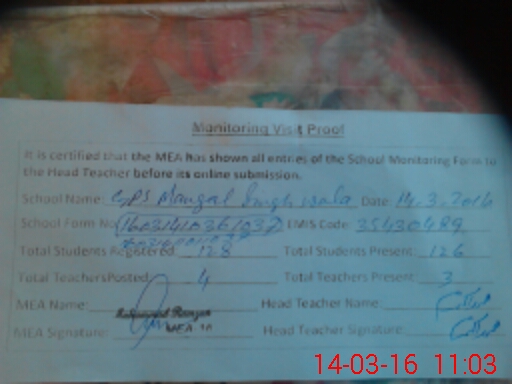 Monitoring Visit Proof
It is certified that the MEA has shown all entries of the School Monitoring Form to
the Head Teacher before its online submission.
School Name: GPS Mangal Singh wala Date: 14.3.2016
School Form No: 16031410361037 EMIS Code: 35430489
Total Students Registered: 128 Total Students Present: 126
Total Teachers Posted: 4 Total Teachers Present: 3
MEA Name: Head Teacher Name:
MEA Signature: MEA Head Teacher Signature:
14-03-16 11:03